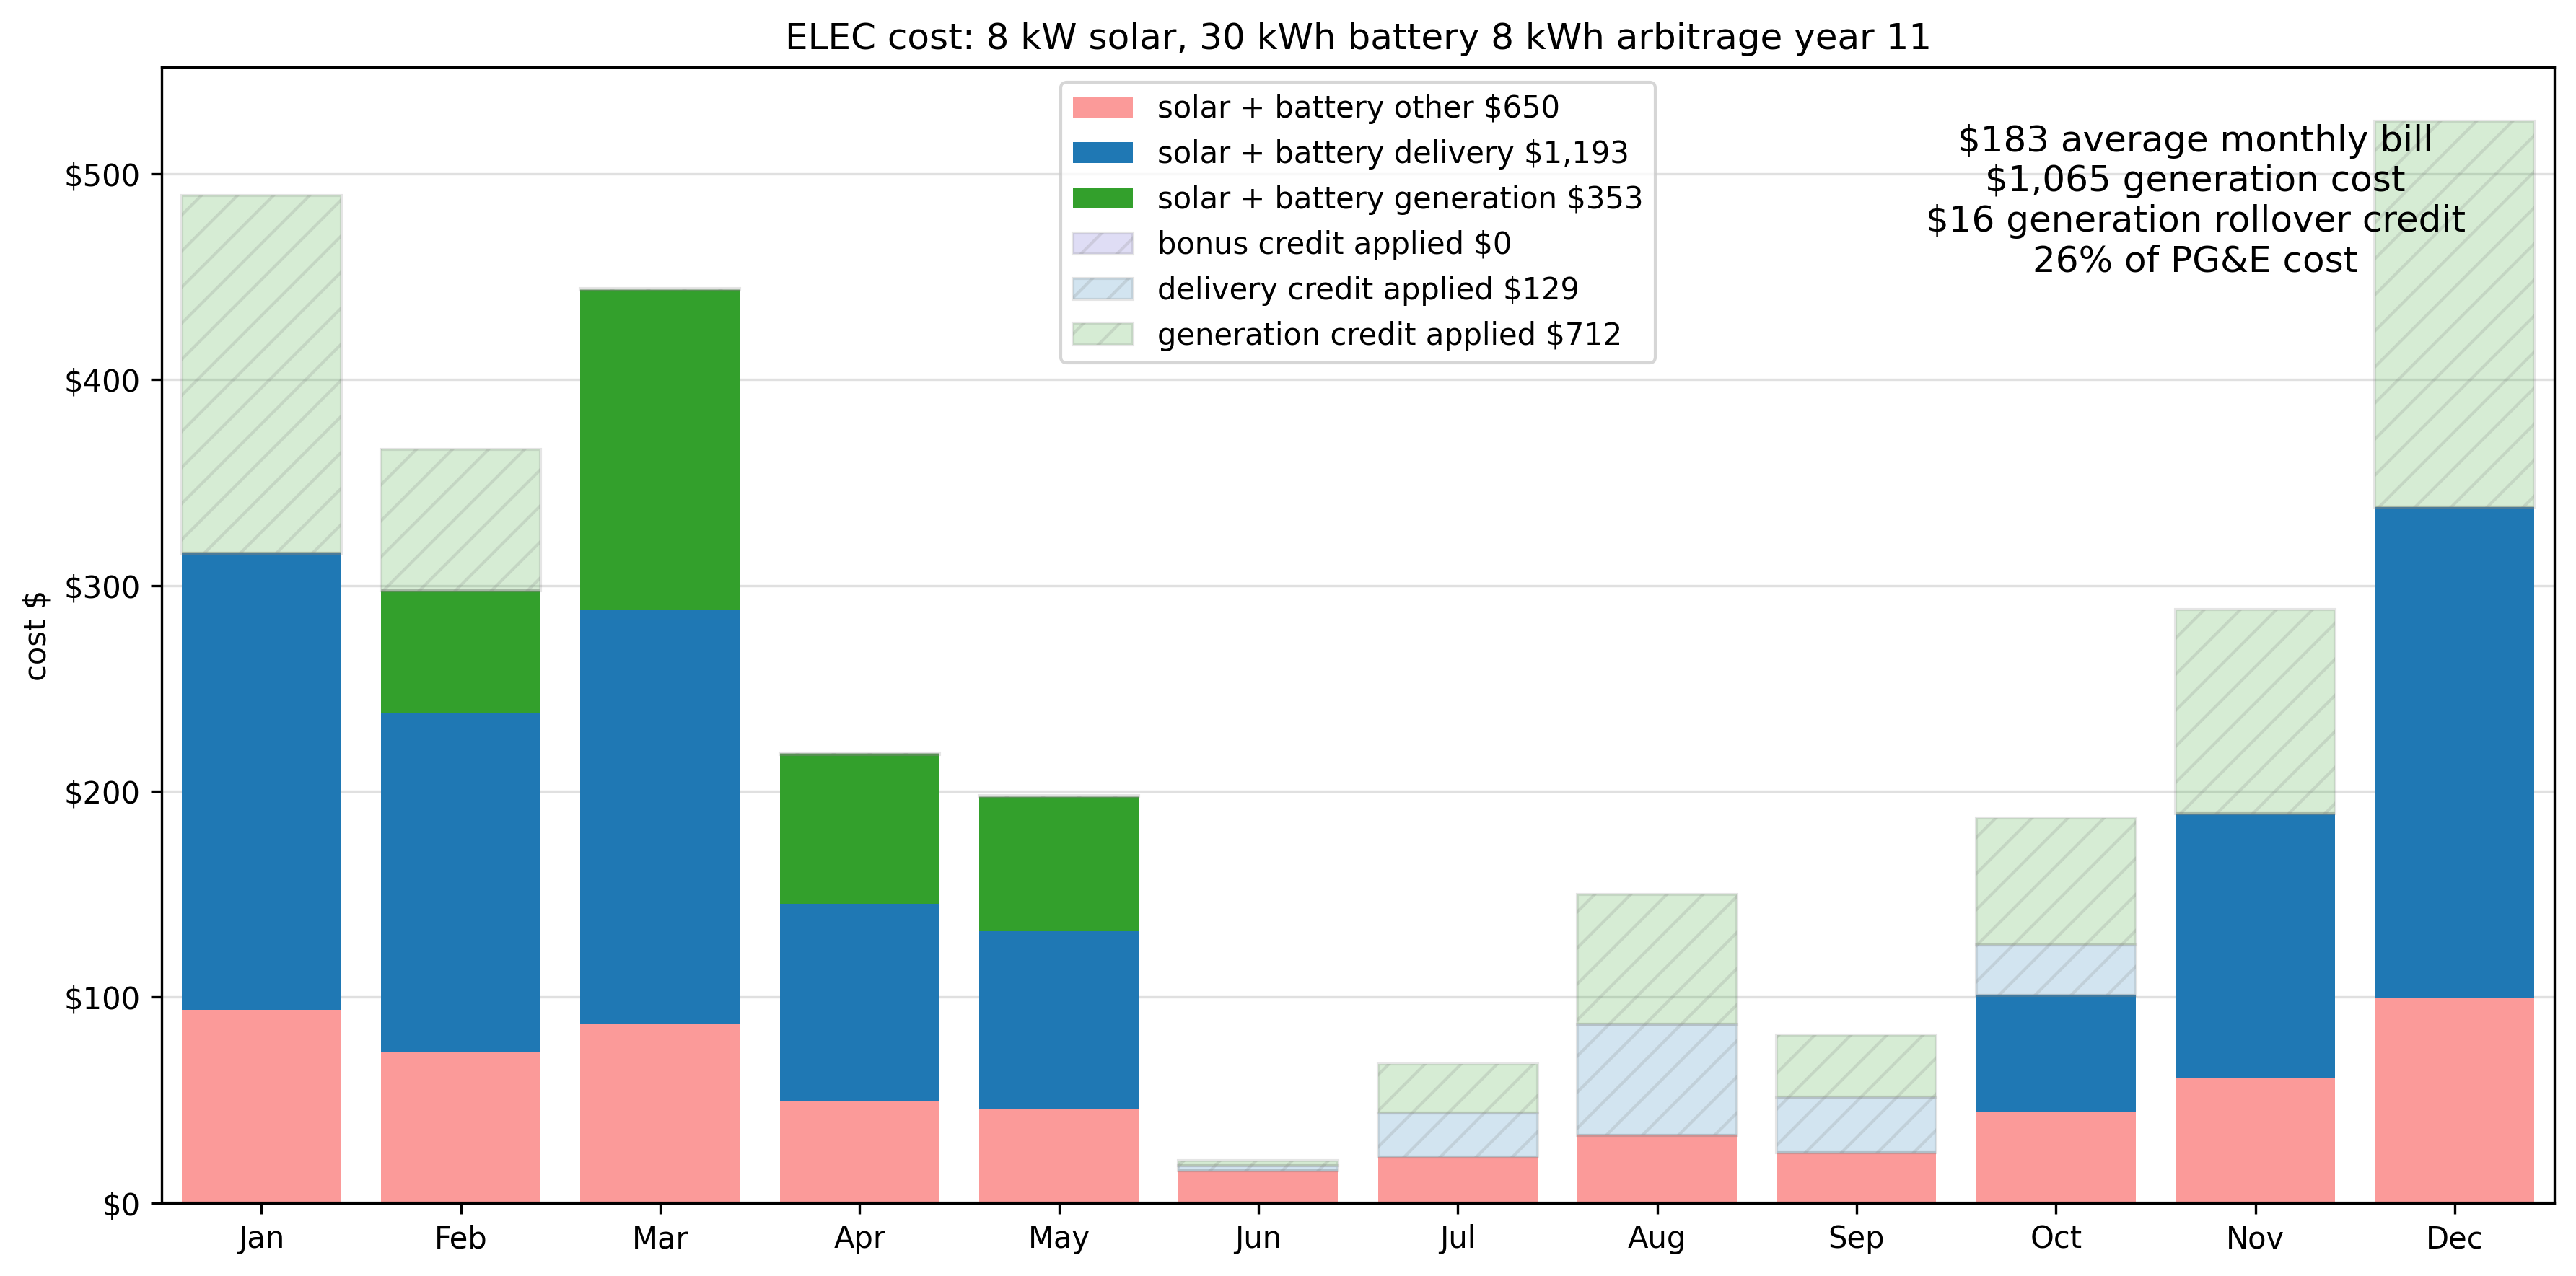 ELEC cost: 8 kW solar, 30 kWh battery 8 kWh arbitrage year 11
solar + battery other $650
solar + battery delivery $1,193
solar + battery generation $353
bonus credit applied $0
delivery credit applied $129
generation credit applied $712
$183 average monthly bill
$1,065 generation cost
$16 generation rollover credit
26% of PG&E cost
cost $
$500
$400
$300
$200
$100
$0
Jan Feb Mar Apr May Jun Jul Aug Sep Oct Nov Dec